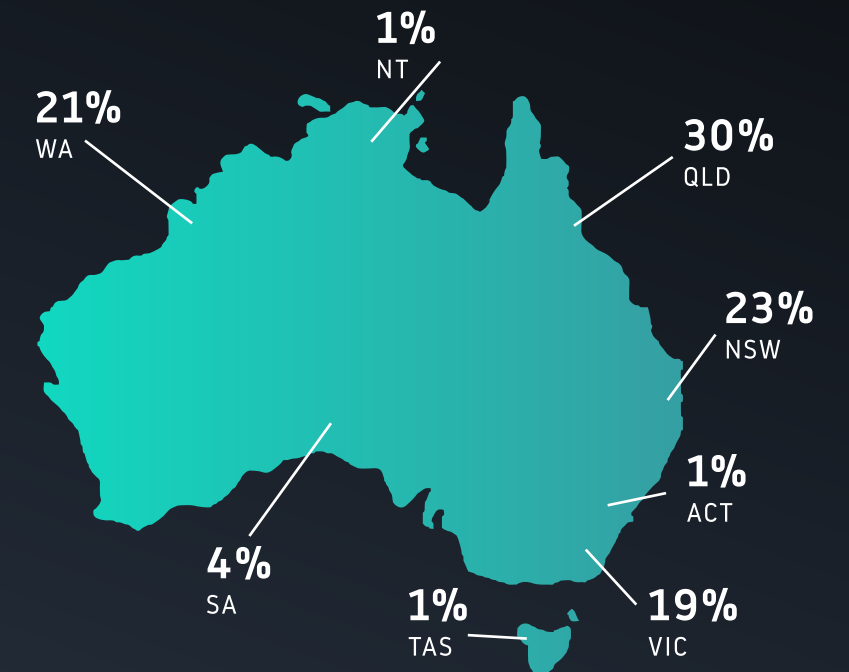 1%
NT
21%
WA
30%
QLD
23%
NSW
1%
ACT
4%
SA
1%
TAS
19%
VIC